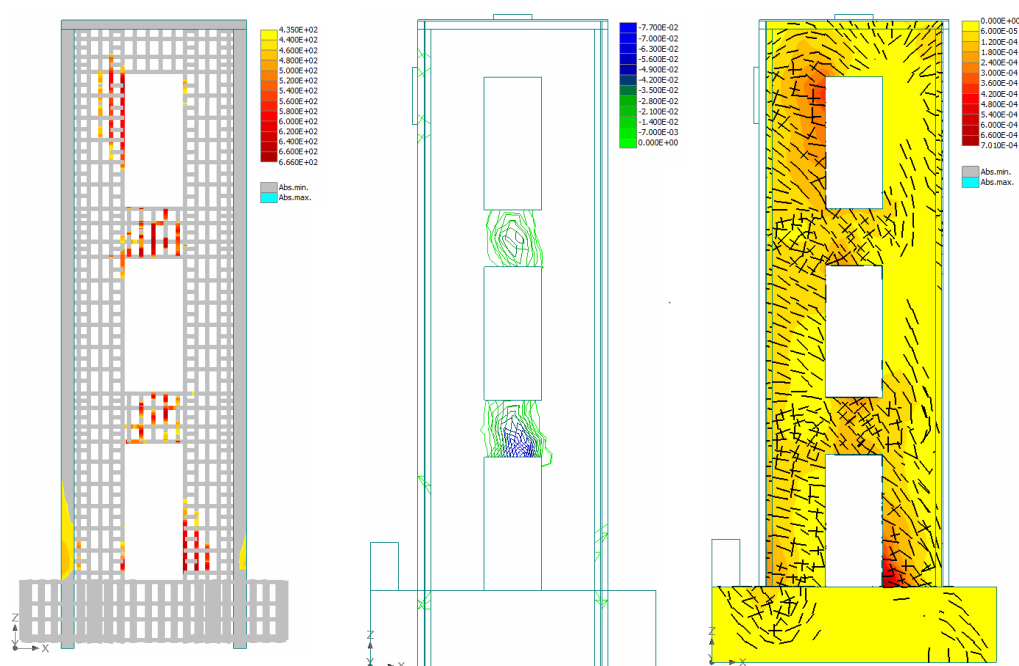 4.350E+02
4.400E+02
4.600E+02
4.800E+02
5.000E+02
5.200E+02
5.400E+02
5.600E+02
5.800E+02
6.000E+02
6.200E+02
6.400E+02
6.600E+02
6.660E+02
Abs.min.
Abs.max.
Z
Y
X
-7.700E-02
-7.000E-02
-6.300E-02
-5.600E-02
-4.900E-02
-4.200E-02
-3.500E-02
-2.800E-02
-2.100E-02
-1.400E-02
-7.000E-03
0.000E+00
Z
X
0.000E+00
6.000E-05
1.200E-04
1.800E-04
2.400E-04
3.000E-04
3.600E-04
4.200E-04
4.800E-04
5.400E-04
6.000E-04
6.600E-04
7.010E-04
Abs.min.
Abs.max.
Z
X